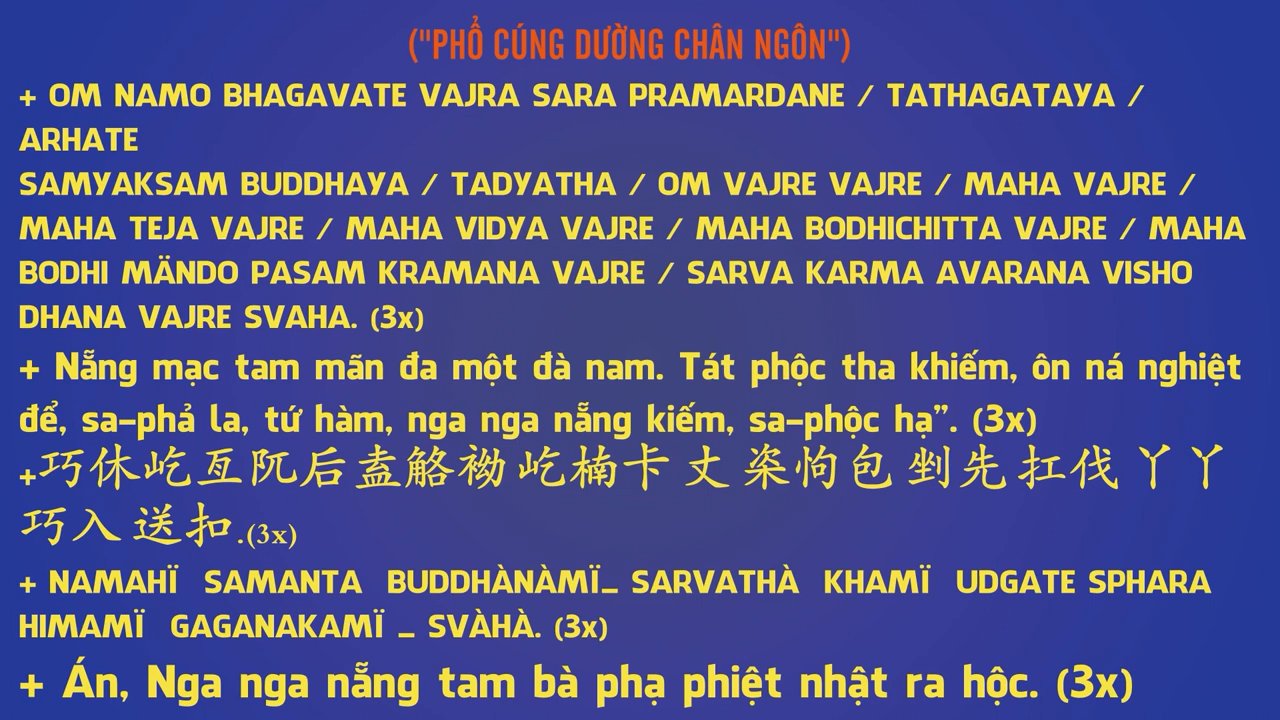 ("PHỔ CÚNG DƯỜNG CHÂN NGÔN")
+ OM NAMO BHAGAVATE VAJRA SARA PRAMARDANE / TATHAGATAYA /
ARHATE
SAMYAKSAM BUDDHAYA / TADYATHA / OM VAJRE VAJRE / MAHA VAJRE /
MAHA TEJA VAJRE / MAHA VIDYA VAJRE / MAHA BODHICHITTA VAJRE / MAHA
BODHI MÄNDO PASAM KRAMANA VAJRE / SARVA KARMA AVARANA VISHO
DHANA VAJRE SVAHA. (3x)
+ Nẵng mạc tam mãn đa một đà nam. Tát phộc tha khiếm, ôn ná nghiệt
để, sa-phả la, tứ hàm, nga nga nẵng kiếm, sa-phộc hạ”. (3x)
+巧休屹亙阢后盍觡袎 屹楠卡 丈 桼恦包 剉先 扛伐 丫丫
巧入 送扣.(3x)
+ NAMAHÏ SAMANTA BUDDHÀNÀMÏ_ SARVATHÀ KHAMÏ UDGATE SPHARA
HIMAMÏ GAGANAKAMÏ _ SVÀHÀ. (3x)
+ Án, Nga nga nẵng tam bà phạ phiệt nhật ra hộc. (3x)